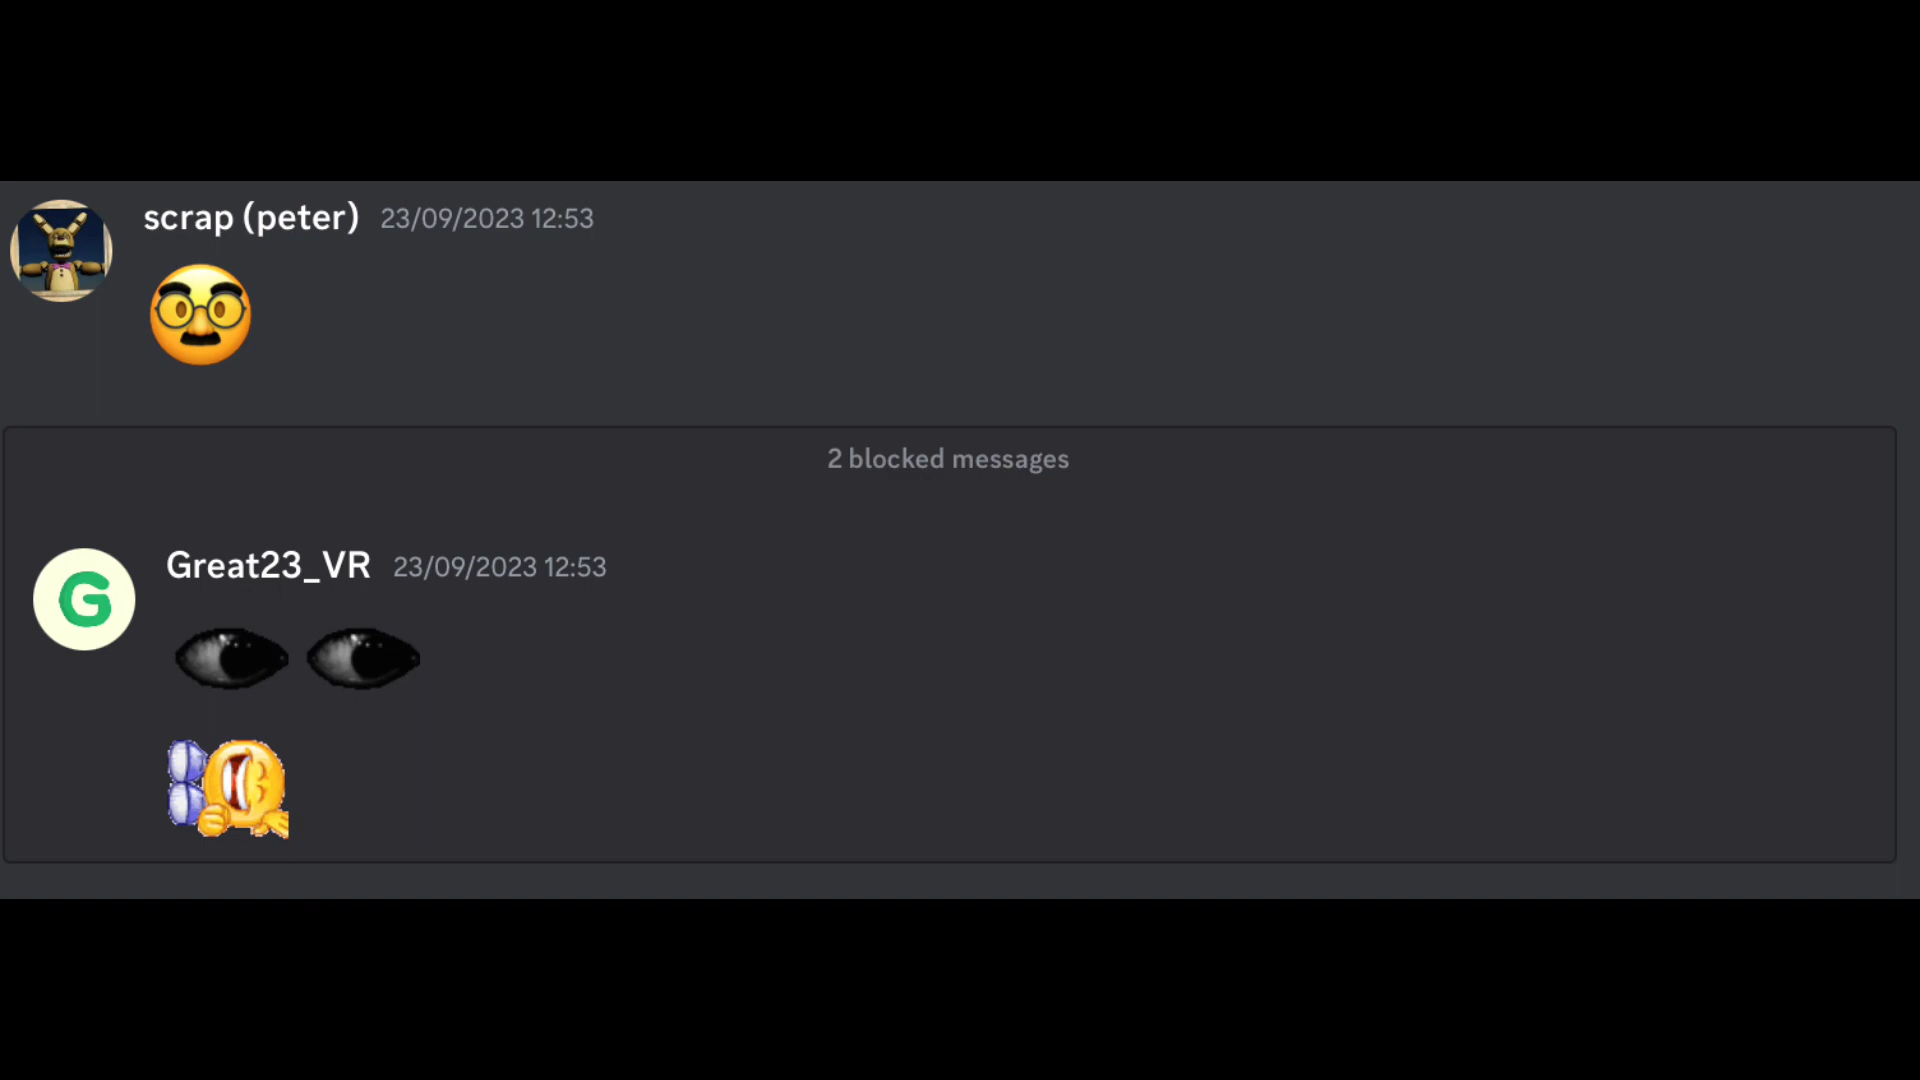 scrap (peter) 23/09/2023 12:53
2 blocked messages
G
Great23_VR 23/09/2023 12:53